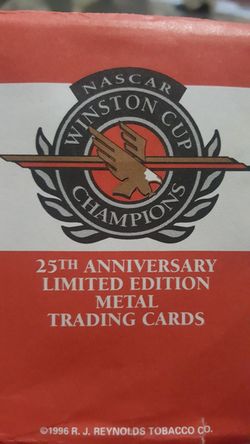 NASCAR
WINSTON CUP
CHAMPIONS
25TH ANNIVERSARY
LIMITED EDITION
METAL
TRADING CARDS
©1996 R. J. REYNOLDS TOBACCO CO.